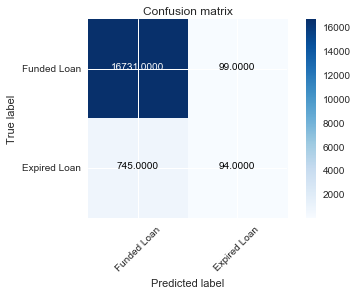 Confusion matrix
16731.0000
99.0000
745.0000
94.0000
Funded Loan
Expired Loan
True label
Funded Loan
Expired Loan
Predicted label
16000
14000
12000
10000
8000
6000
4000
2000